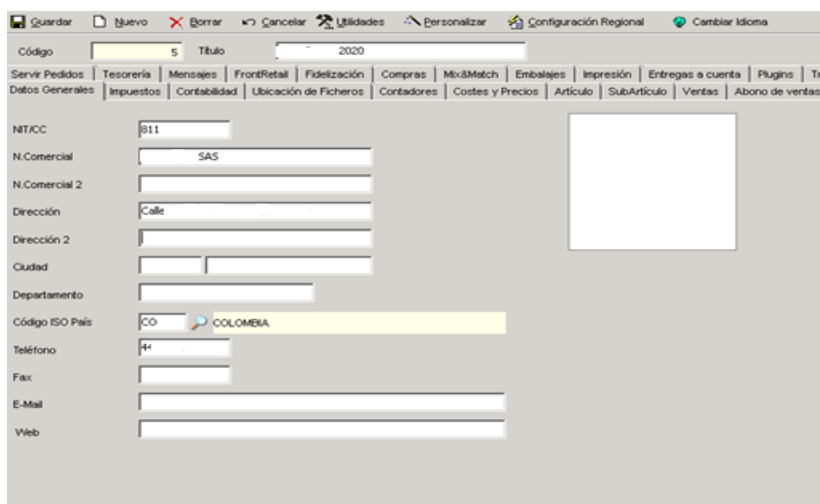 Guardar Nuevo Borrar Cancelar Utilidades Personalizar Configuración Regional Cambiar Idioma
Código 5 Título 2020
Servir Pedidos Tesorería Mensajes FrontRetail Fidelización Compras Mix&Match Embalajes Impresión Entregas a cuenta Plugins
Datos Generales Impuestos Contabilidad Ubicación de Ficheros Contadores Costes y Precios Artículo SubArtículo Ventas Abono de ventas
NIT/CC 811
N.Comercial SAS
N.Comercial 2
Dirección Calle
Dirección 2
Ciudad
Departamento
Código ISO País CO COLOMBIA
Teléfono 44
Fax
E-Mail
Web